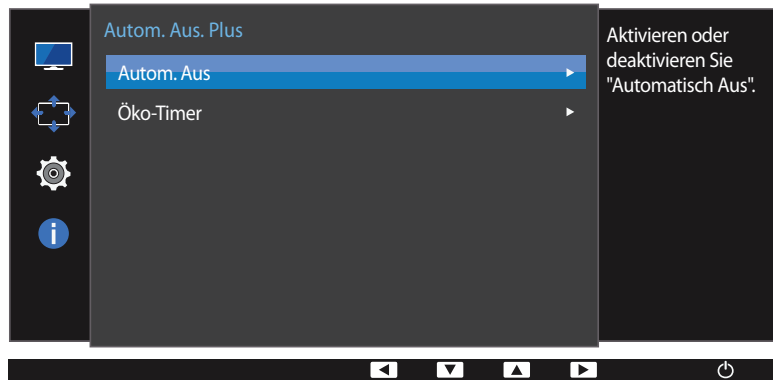 Autom. Aus. Plus
Autom. Aus
Öko-Timer
Aktivieren oder
deaktivieren Sie
"Automatisch Aus".